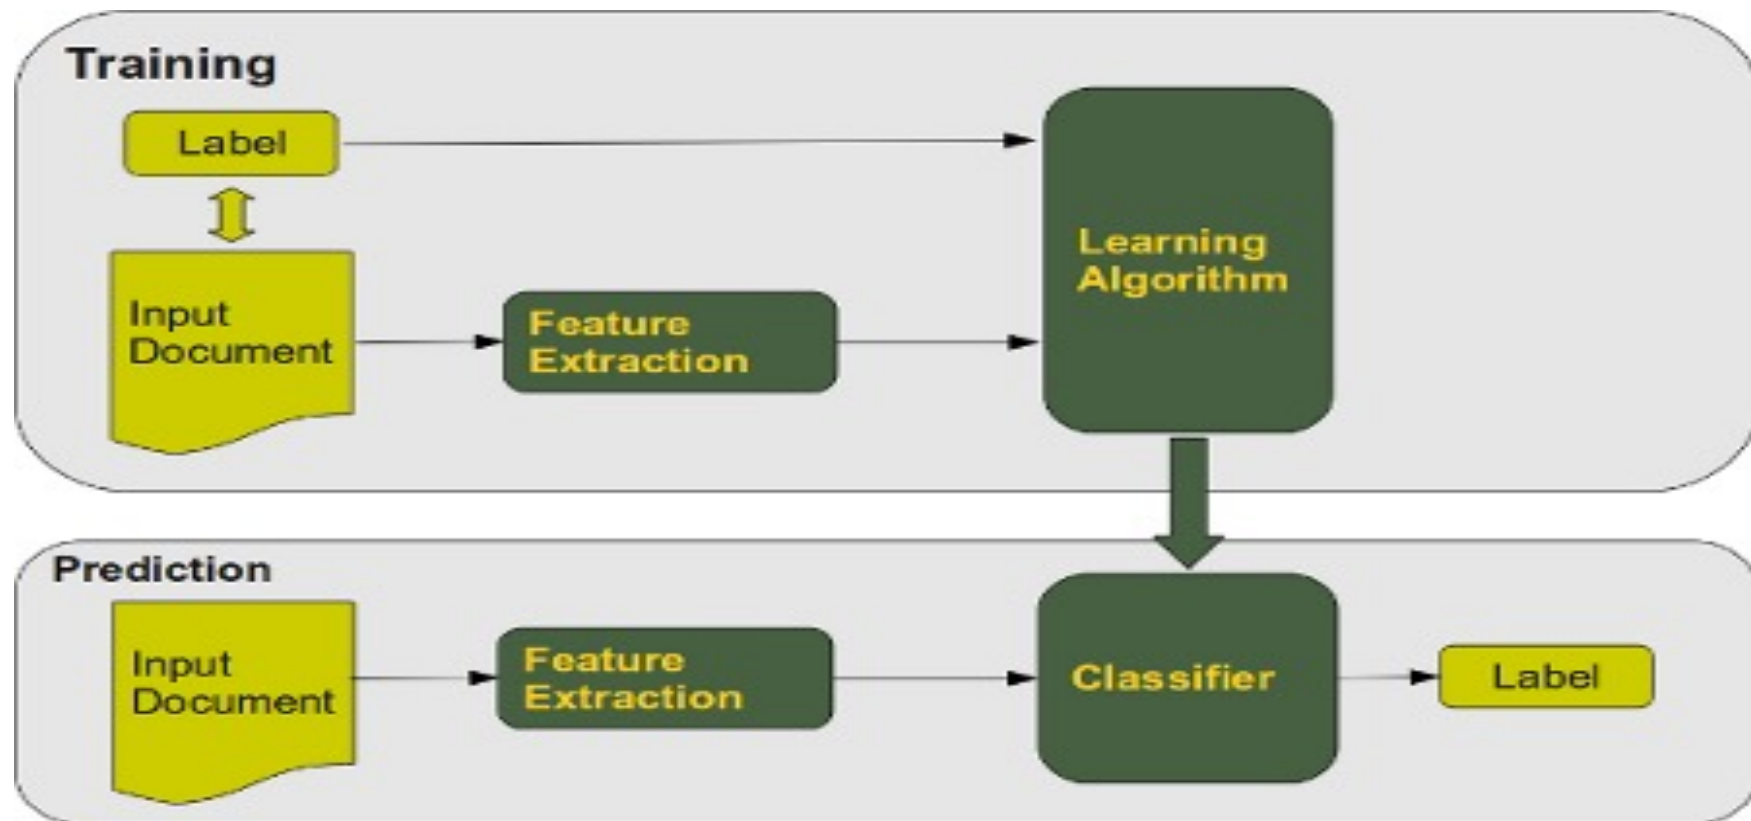 Training
Label
Input
Document
Feature
Extraction
Learning
Algorithm
Prediction
Input
Document
Feature
Extraction
Classifier
Label